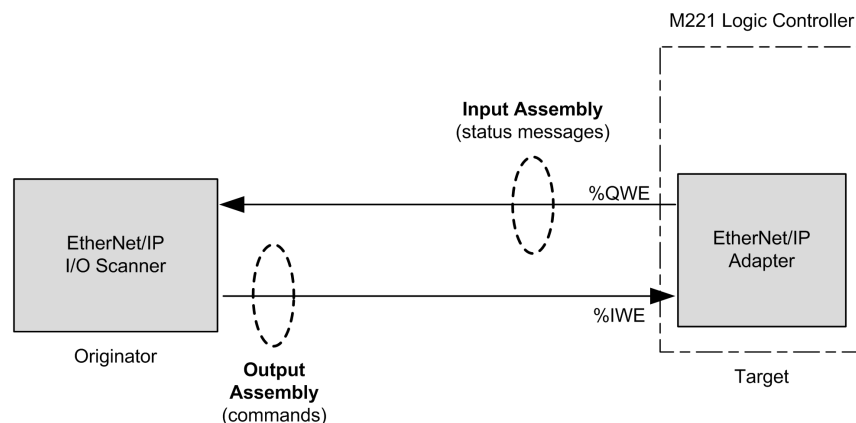 M221 Logic Controller
Input Assembly
(status messages)
%QWE
EtherNet/IP
I/O Scanner
EtherNet/IP
Adapter
%IWE
Originator
Output
Assembly
(commands)
Target